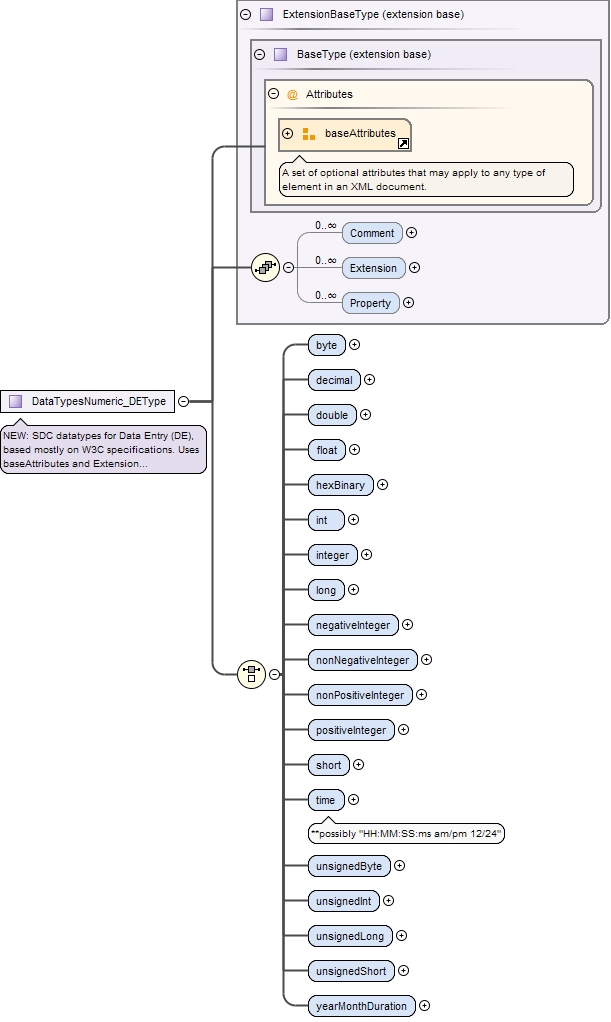 ExtensionBaseType (extension base)
BaseType (extension base)
@ Attributes
baseAttributes
A set of optional attributes that may apply to any type of
element in an XML document.
0..∞
Comment
0..∞
Extension
0..∞
Property
DataTypesNumeric_DEType
NEW: SDC datatypes for Data Entry (DE),
based mostly on W3C specifications. Uses
baseAttributes and Extension...
byte
decimal
double
float
hexBinary
int
integer
long
negativeInteger
nonNegativeInteger
nonPositiveInteger
positiveInteger
short
time
**possibly "HH:MM:SS:ms am/pm 12/24"
unsignedByte
unsignedInt
unsignedLong
unsignedShort
yearMonthDuration